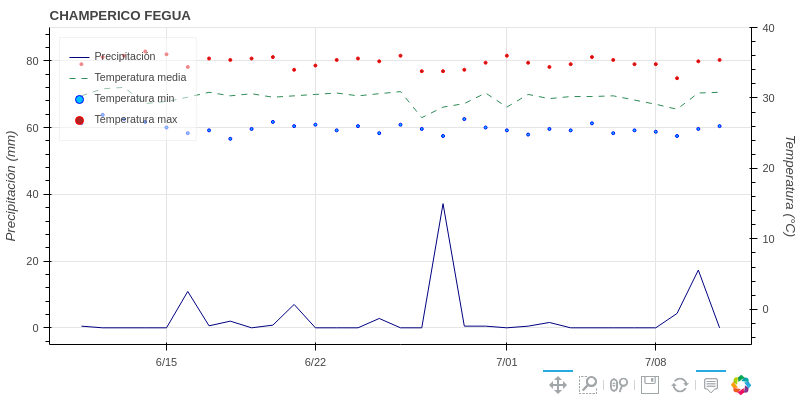 CHAMPERICO FEGUA
Precipitación
Temperatura media
Temperatura min
Temperatura max
Precipitación (mm)
80
60
40
20
0
Temperatura (°C)
40
30
20
10
0
6/15
6/22
7/01
7/08